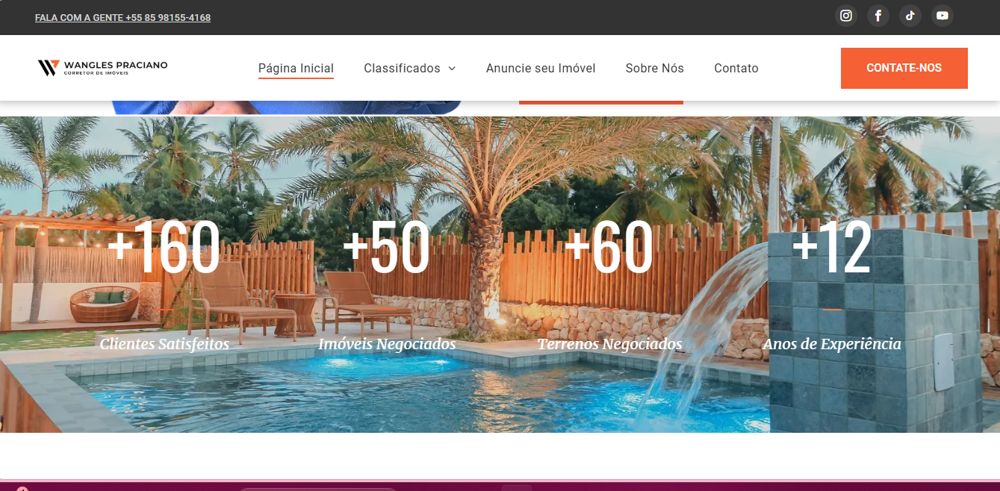 FALA COM A GENTE +55 85 98155-4168
WANGLES PRACIANO
CORRETOR DE IMÓVEIS
Página Inicial
Classificados
Anuncie seu Imóvel
Sobre Nós
Contato
CONTATE-NOS
+160
+50
+60
+12
Clientes Satisfeitos
Imóveis Negociados
Terrenos Negociados
Anos de Experiência